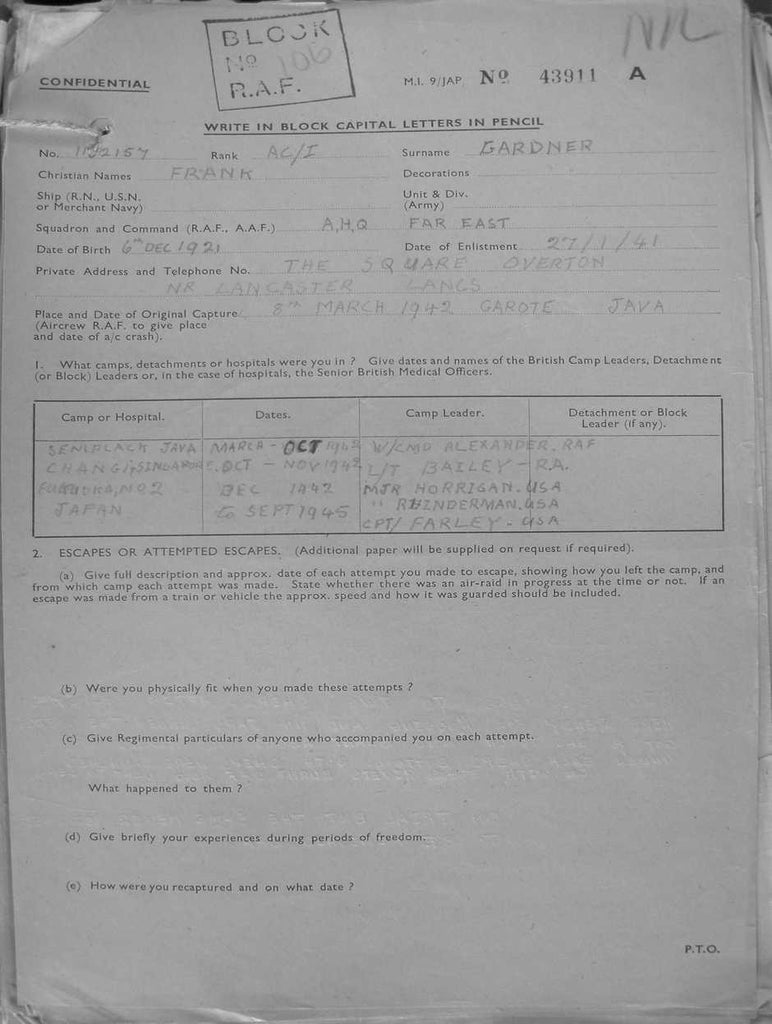 BLOCK
Nº 106
R.A.F.
NIL
CONFIDENTIAL
M.I. 9/JAP Nº 43911 A
WRITE IN BLOCK CAPITAL LETTERS IN PENCIL
No. Rank AC/I Surname GARDNER
Christian Names FRANK Decorations
Ship (R.N., U.S.N. or Merchant Navy) Unit & Div. (Army)
Squadron and Command (R.A.F., A.A.F.) A,H,Q FAR EAST
Date of Birth 6TH DEC 1921 Date of Enlistment 27/1/41
Private Address and Telephone No. THE SQUARE OVERTON
NR LANCASTER LANCS
Place and Date of Original Capture 8TH MARCH 1942 GAROTE JAVA
(Aircrew R.A.F. to give place
and date of a/c crash).
1. What camps, detachments or hospitals were you in ? Give dates and names of the British Camp Leaders, Detachment
(or Block) Leaders or, in the case of hospitals, the Senior British Medical Officers.
Camp or Hospital. Dates. Camp Leader. Detachment or Block Leader (if any).
JAVA MARCH - OCT 1942 W/CMD ALEXANDER. RAF
CHANGI, SINGAPORE. OCT - NOV 1942 L/T BAILEY - R.A.
FUKUOKA, NO 2 DEC 1942 MJR HORRIGAN. USA
JAPAN to SEPT 1945 " USA
CPT/ FARLEY - USA
2. ESCAPES OR ATTEMPTED ESCAPES. (Additional paper will be supplied on request if required).
(a) Give full description and approx. date of each attempt you made to escape, showing how you left the camp, and
from which camp each attempt was made. State whether there was an air-raid in progress at the time or not. If an
escape was made from a train or vehicle the approx. speed and how it was guarded should be included.
(b) Were you physically fit when you made these attempts ?
(c) Give Regimental particulars of anyone who accompanied you on each attempt.
What happened to them ?
(d) Give briefly your experiences during periods of freedom.
(e) How were you recaptured and on what date ?
P.T.O.